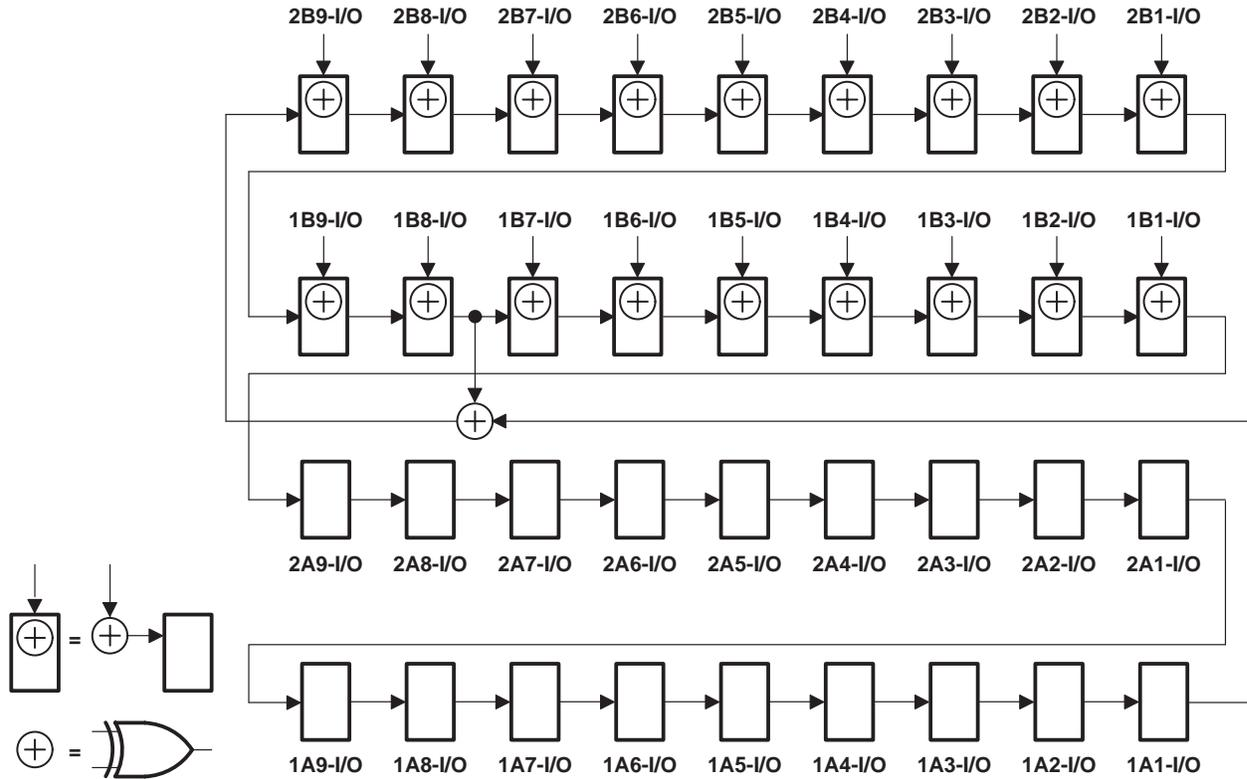 2B9-I/O 2B8-I/O 2B7-I/O 2B6-I/O 2B5-I/O 2B4-I/O 2B3-I/O 2B2-I/O 2B1-I/O
1B9-I/O 1B8-I/O 1B7-I/O 1B6-I/O 1B5-I/O 1B4-I/O 1B3-I/O 1B2-I/O 1B1-I/O
2A9-I/O 2A8-I/O 2A7-I/O 2A6-I/O 2A5-I/O 2A4-I/O 2A3-I/O 2A2-I/O 2A1-I/O
=
=
1A9-I/O 1A8-I/O 1A7-I/O 1A6-I/O 1A5-I/O 1A4-I/O 1A3-I/O 1A2-I/O 1A1-I/O